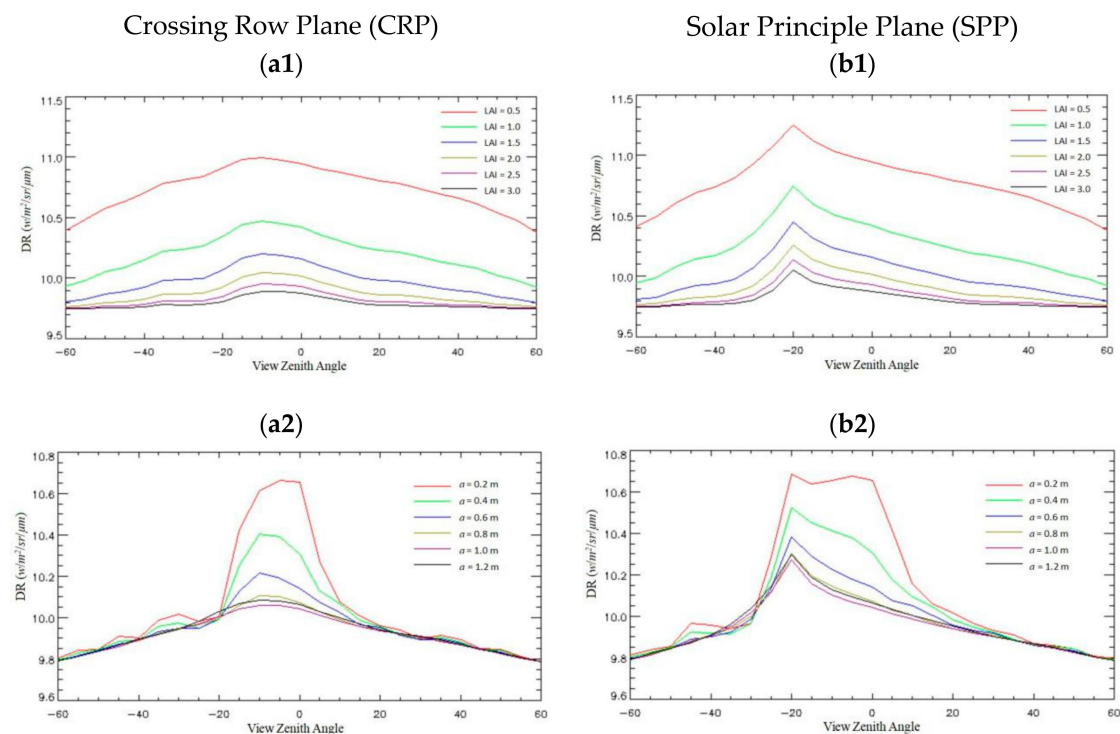 Crossing Row Plane (CRP)
Solar Principle Plane (SPP)
(a1)
(b1)
11.5
11.0
10.5
10.0
9.5
DR (w/m²/sr/μm)
LAI = 0.5
LAI = 1.0
LAI = 1.5
LAI = 2.0
LAI = 2.5
LAI = 3.0
−60 −40 −20 0 20 40 60
View Zenith Angle
11.5
11.0
10.5
10.0
9.5
DR (w/m²/sr/μm)
LAI = 0.5
LAI = 1.0
LAI = 1.5
LAI = 2.0
LAI = 2.5
LAI = 3.0
−60 −40 −20 0 20 40 60
View Zenith Angle
(a2)
(b2)
10.8
10.6
10.4
10.2
10.0
9.8
9.6
DR (w/m²/sr/μm)
a = 0.2 m
a = 0.4 m
a = 0.6 m
a = 0.8 m
a = 1.0 m
a = 1.2 m
−60 −40 −20 0 20 40 60
View Zenith Angle
10.8
10.6
10.4
10.2
10.0
9.8
9.6
DR (w/m²/sr/μm)
a = 0.2 m
a = 0.4 m
a = 0.6 m
a = 0.8 m
a = 1.0 m
a = 1.2 m
−60 −40 −20 0 20 40 60
View Zenith Angle